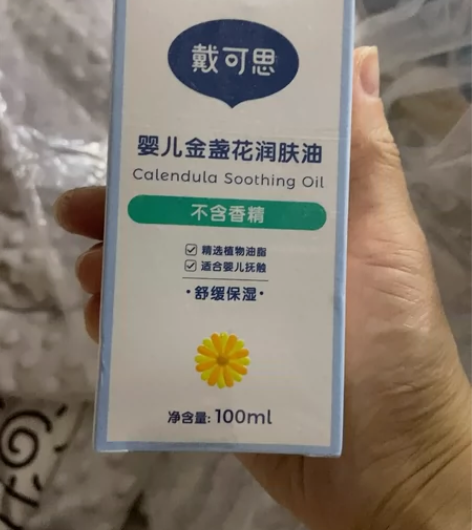 戴可思
婴儿金盏花润肤油
Calendula Soothing Oil
不含香精
精选植物油脂
适合婴儿抚触
·舒缓保湿·
净含量: 100ml